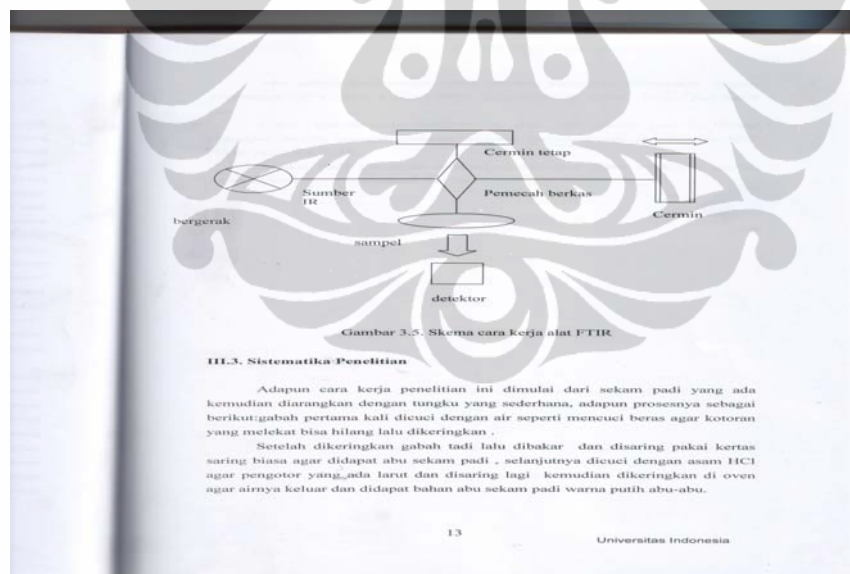 Cermin tetap
Sumber
IR
Pemecah berkas
Cermin
bergerak
sampel
detektor
Gambar 3.5. Skema cara kerja alat FTIR
III.3. Sistematika Penelitian
Adapun cara kerja penelitian ini dimulai dari sekam padi yang ada
kemudian diarangkan dengan tungku yang sederhana, adapun prosesnya sebagai
berikut:gabah pertama kali dicuci dengan air seperti mencuci beras agar kotoran
yang melekat bisa hilang lalu dikeringkan .
Setelah dikeringkan gabah tadi lalu dibakar dan disaring pakai kertas
saring biasa agar didapat abu sekam padi , selanjutnya dicuci dengan asam HCl
agar pengotor yang ada larut dan disaring lagi kemudian dikeringkan di oven
agar airnya keluar dan didapat bahan abu sekam padi warna putih abu-abu.
13
Universitas Indonesia